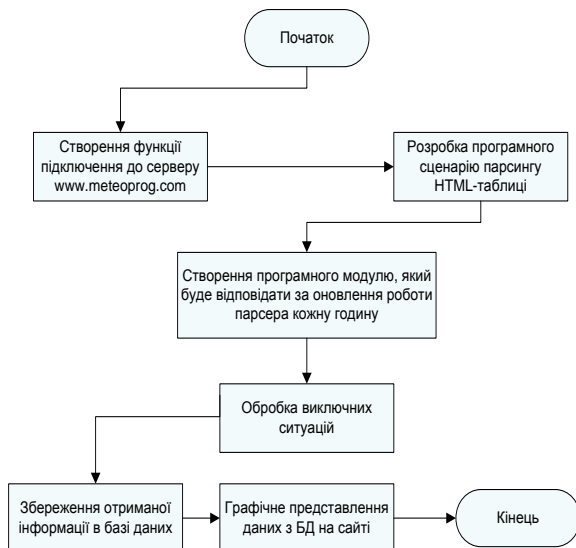 Початок
Створення функції
підключення до серверу
www.meteoprog.com
Розробка програмного
сценарію парсингу
HTML-таблиці
Створення програмного модулю, який
буде відповідати за оновлення роботи
парсера кожну годину
Обробка виключних
ситуацій
Збереження отриманої
інформації в базі даних
Графічне представлення
даних з БД на сайті
Кінець